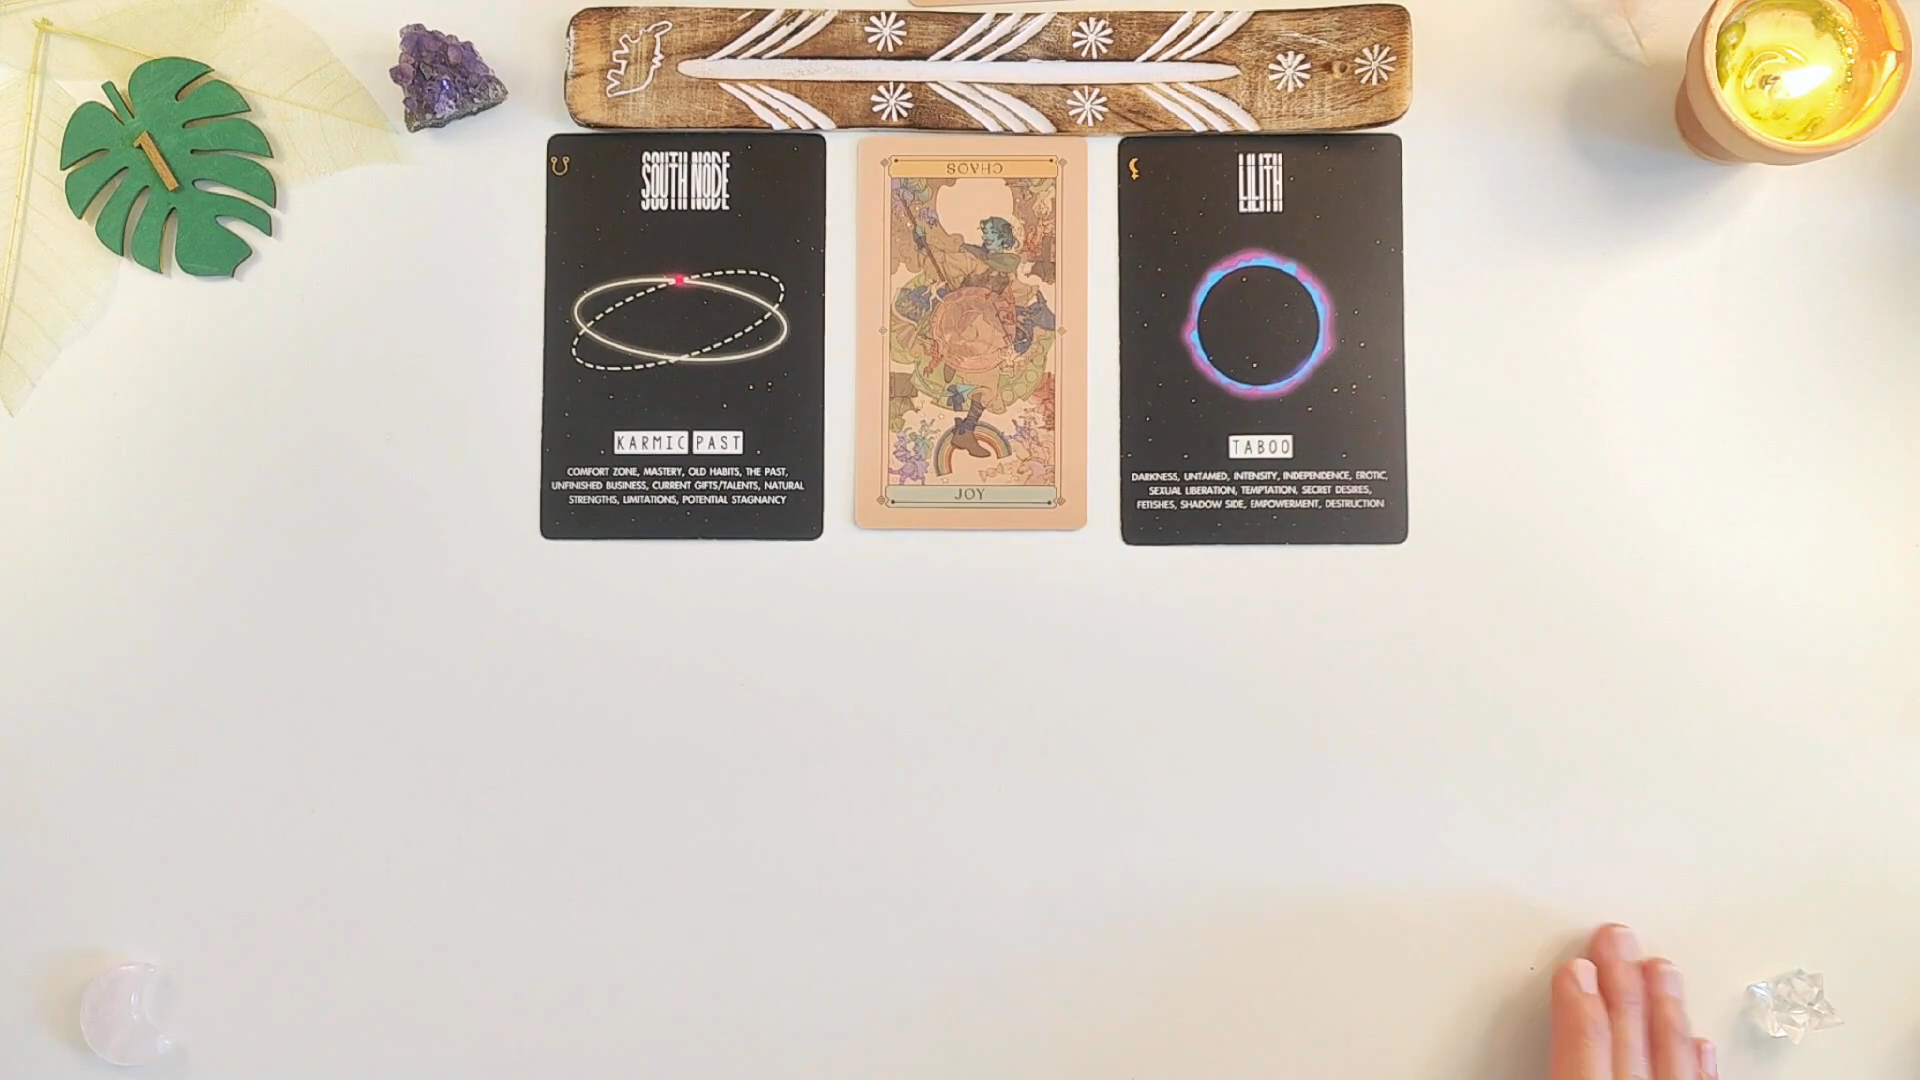 1
SOUTH NODE
KARMIC PAST
COMFORT ZONE, MASTERY, OLD HABITS, THE PAST,
UNFINISHED BUSINESS, CURRENT GIFTS/TALENTS, NATURAL
STRENGTHS, LIMITATIONS, POTENTIAL STAGNANCY
CHAOS
JOY
LILITH
TABOO
DARKNESS, UNTAMED, INTENSITY, INDEPENDENCE, EROTIC,
SEXUAL LIBERATION, TEMPTATION, SECRET DESIRES,
FETISHES, SHADOW SIDE, EMPOWERMENT, DESTRUCTION